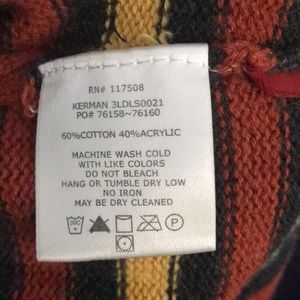 RN# 117508
KERMAN 3LDLS0021
PO# 76158~76160
60%COTTON 40%ACRYLIC
MACHINE WASH COLD
WITH LIKE COLORS
DO NOT BLEACH
HANG OR TUMBLE DRY LOW
NO IRON
MAY BE DRY CLEANED
30C P